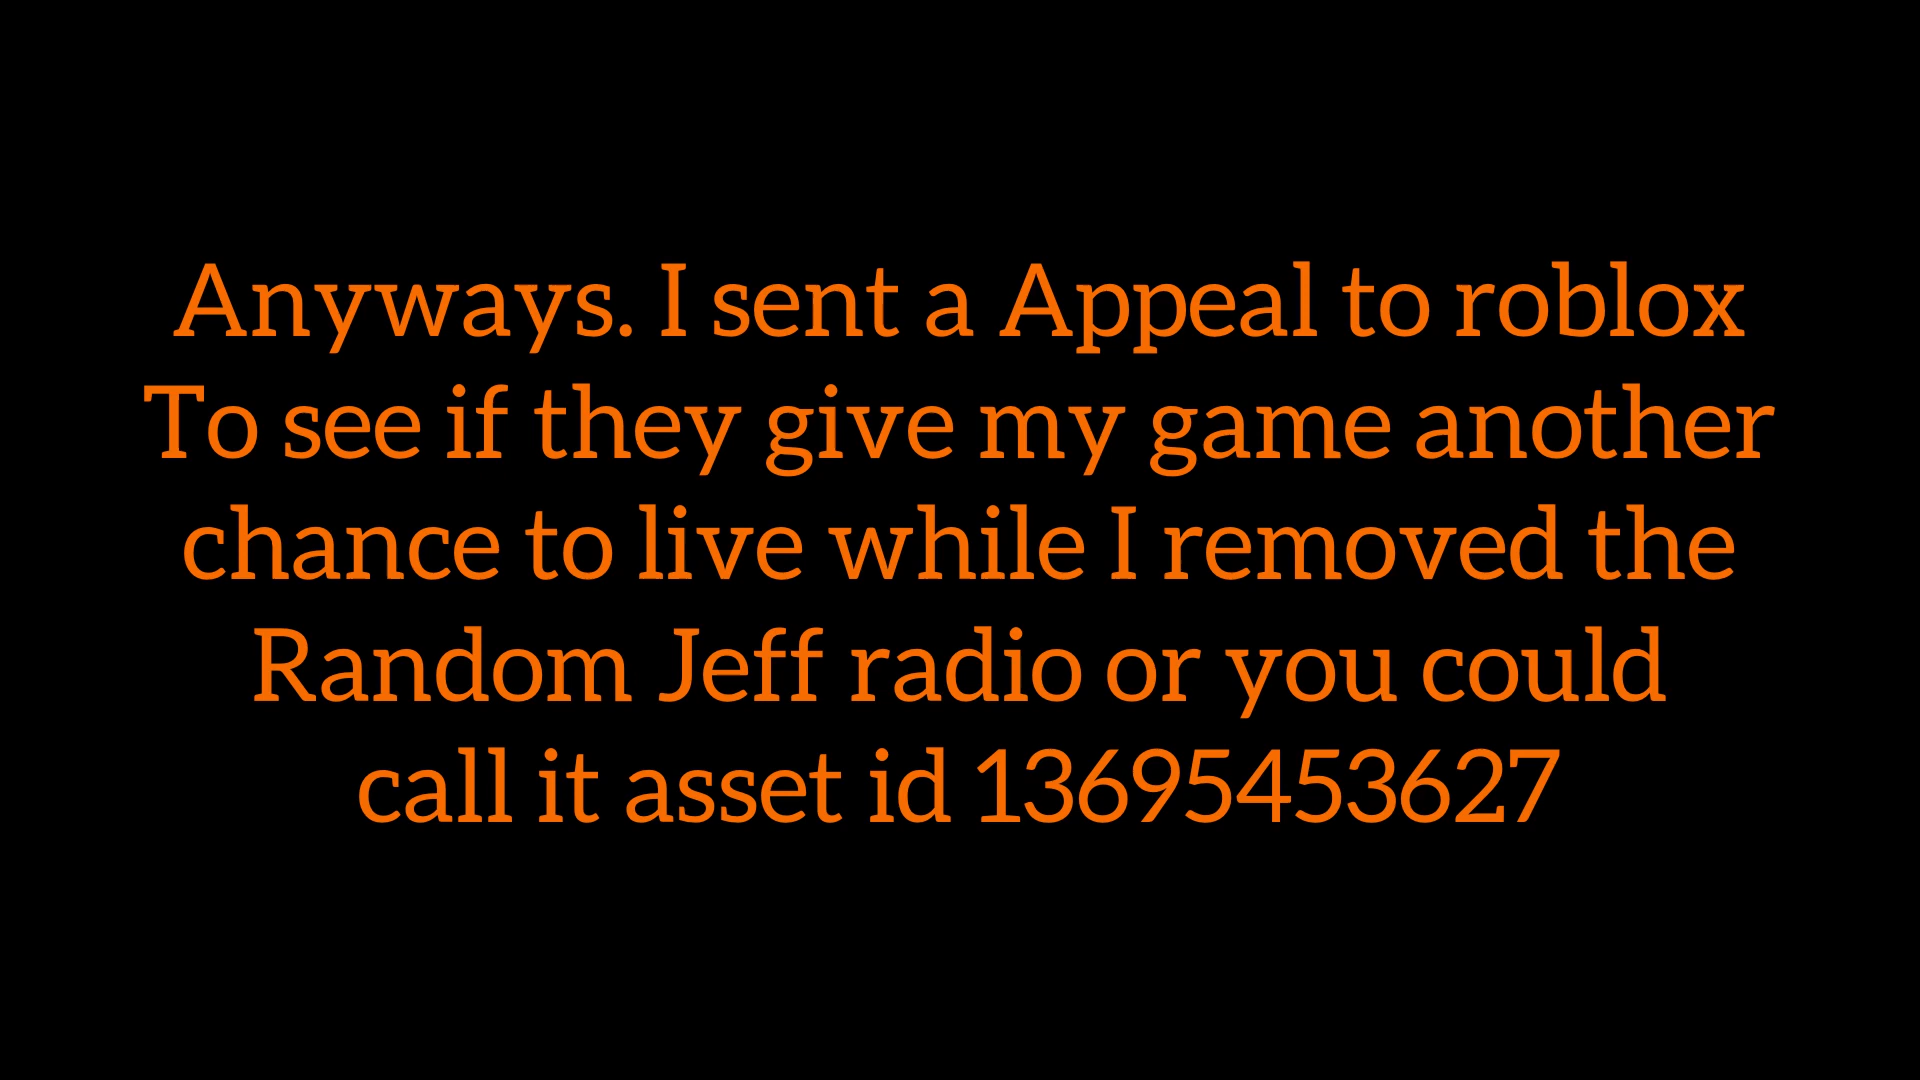 Anyways. I sent a Appeal to roblox
To see if they give my game another
chance to live while I removed the
Random Jeff radio or you could
call it asset id 13695453627